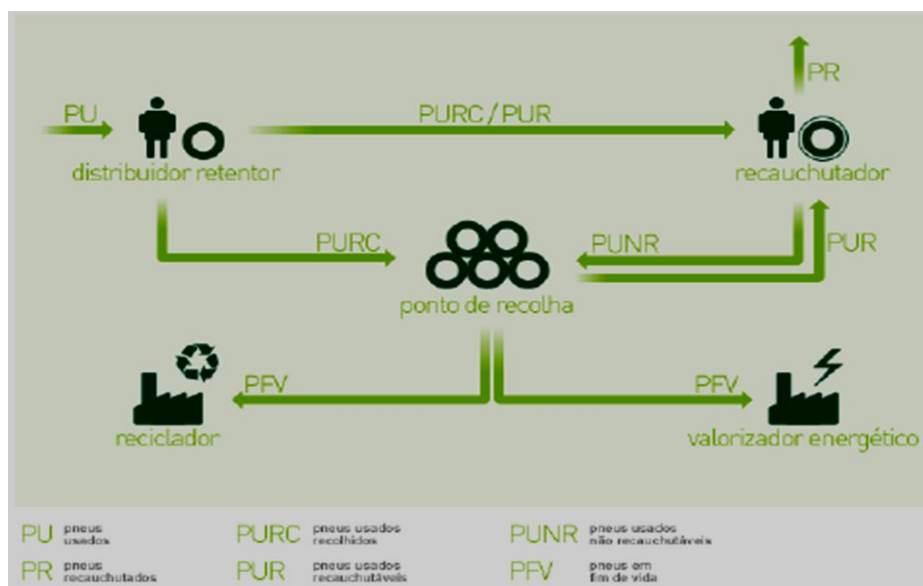 PR
PU
PURC / PUR
distribuidor retentor
recauchutador
PURC
PUNR
PUR
ponto de recolha
PFV
PFV
reciclador
valorizador energético
PU pneus
usados
PURC pneus usados
recolhidos
PUNR pneus usados
não recauchutáveis
PR pneus
recauchutados
PUR pneus usados
recauchutáveis
PFV pneus em
fim de vida